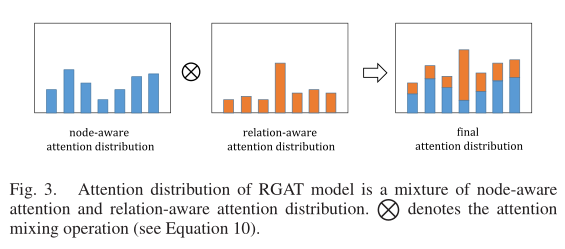 node-aware
attention distribution
relation-aware
attention distribution
final
attention distribution
Fig. 3. Attention distribution of RGAT model is a mixture of node-aware
attention and relation-aware attention distribution. ⊗ denotes the attention
mixing operation (see Equation 10).